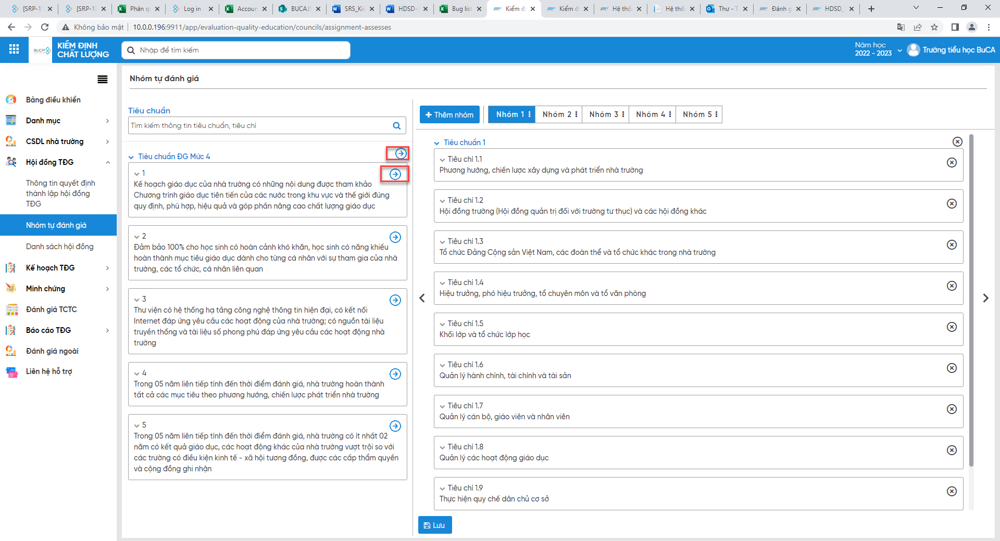 [SRP-1
[SRP-12
Phân q
Log in -
Accoun
BUCAJS
SRS_Kiể
HDSD-
Bug list
Kiểm đ
Kiểm đ
Hệ thố
Hệ thố
Thư - T
Đánh g
HDSD_
Không bảo mật
10.0.0.196:9911/app/evaluation-quality-education/councils/assignment-assesses
BUCA
KIỂM ĐỊNH
CHẤT LƯỢNG
Nhập để tìm kiếm
Năm học
2022 - 2023
Trường tiểu học BuCA
Bảng điều khiển
Danh mục
CSDL nhà trường
Hội đồng TĐG
Thông tin quyết định
thành lập hội đồng
TĐG
Nhóm tự đánh giá
Danh sách hội đồng
Kế hoạch TĐG
Minh chứng
Đánh giá TCTC
Báo cáo TĐG
Đánh giá ngoài
Liên hệ hỗ trợ
Nhóm tự đánh giá
Tiêu chuẩn
Tìm kiếm thông tin tiêu chuẩn, tiêu chí
Tiêu chuẩn ĐG Mức 4
1
Kế hoạch giáo dục của nhà trường có những nội dung được tham khảo
Chương trình giáo dục tiên tiến của các nước trong khu vực và thế giới đúng
quy định, phù hợp, hiệu quả và góp phần nâng cao chất lượng giáo dục
2
Đảm bảo 100% cho học sinh có hoàn cảnh khó khăn, học sinh có năng khiếu
hoàn thành mục tiêu giáo dục dành cho từng cá nhân với sự tham gia của nhà
trường, các tổ chức, cá nhân liên quan
3
Thư viện có hệ thống hạ tầng công nghệ thông tin hiện đại, có kết nối
Internet đáp ứng yêu cầu các hoạt động của nhà trường; có nguồn tài liệu
truyền thống và tài liệu số phong phú đáp ứng yêu cầu các hoạt động nhà
trường
4
Trong 05 năm liên tiếp tính đến thời điểm đánh giá, nhà trường hoàn thành
tất cả các mục tiêu theo phương hướng, chiến lược phát triển nhà trường
5
Trong 05 năm liên tiếp tính đến thời điểm đánh giá, nhà trường có ít nhất 02
năm có kết quả giáo dục, các hoạt động khác của nhà trường vượt trội so với
các trường có điều kiện kinh tế - xã hội tương đồng, được các cấp thẩm quyền
và cộng đồng ghi nhận
Thêm nhóm
Nhóm 1
Nhóm 2
Nhóm 3
Nhóm 4
Nhóm 5
Tiêu chuẩn 1
Tiêu chí 1.1
Phương hướng, chiến lược xây dựng và phát triển nhà trường
Tiêu chí 1.2
Hội đồng trường (Hội đồng quản trị đối với trường tư thục) và các hội đồng khác
Tiêu chí 1.3
Tổ chức Đảng Cộng sản Việt Nam, các đoàn thể và tổ chức khác trong nhà trường
Tiêu chí 1.4
Hiệu trưởng, phó hiệu trưởng, tổ chuyên môn và tổ văn phòng
Tiêu chí 1.5
Khối lớp và tổ chức lớp học
Tiêu chí 1.6
Quản lý hành chính, tài chính và tài sản
Tiêu chí 1.7
Quản lý cán bộ, giáo viên và nhân viên
Tiêu chí 1.8
Quản lý các hoạt động giáo dục
Tiêu chí 1.9
Thực hiện quy chế dân chủ cơ sở
Lưu